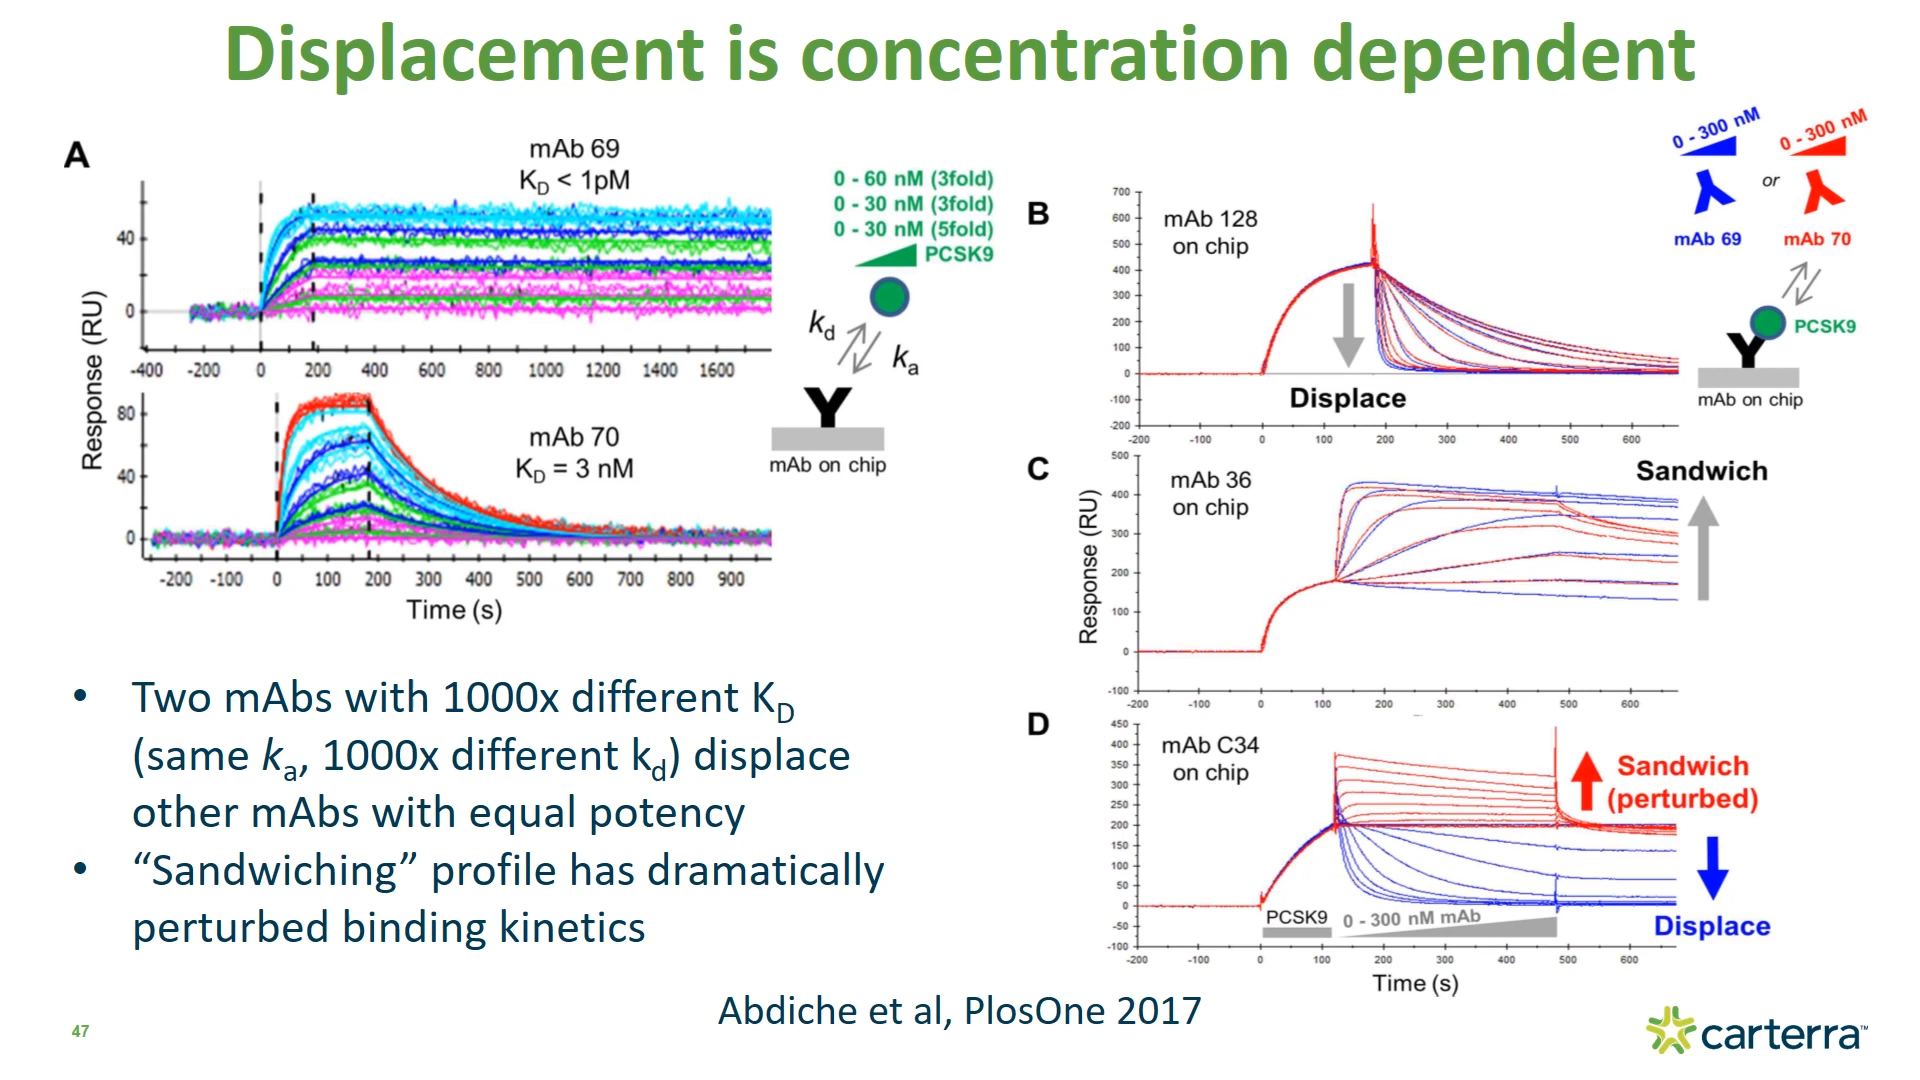 Displacement is concentration dependent
A
mAb 69
KD < 1pM
40
0
-400 -200 0 200 400 600 800 1000 1200 1400 1600
Response (RU)
mAb 70
KD = 3 nM
80
40
0
-200 -100 0 100 200 300 400 500 600 700 800 900
Time (s)
0 - 60 nM (3fold)
0 - 30 nM (3fold)
0 - 30 nM (5fold)
PCSK9
kd
ka
mAb on chip
B
mAb 128
on chip
700
600
500
400
300
200
100
0
-100
-200
-200 -100 0 100 200 300 400 500 600
Displace
0 - 300 nM
0 - 300 nM
or
mAb 69
mAb 70
PCSK9
mAb on chip
C
mAb 36
on chip
Sandwich
500
400
300
200
100
0
-100
-200 -100 0 100 200 300 400 500 600
Response (RU)
D
mAb C34
on chip
450
400
350
300
250
200
150
100
50
0
-50
-100
-200 -100 0 100 200 300 400 500 600
PCSK9
0 - 300 nM mAb
Sandwich
(perturbed)
Displace
Time (s)
• Two mAbs with 1000x different KD
(same ka, 1000x different kd) displace
other mAbs with equal potency
• “Sandwiching” profile has dramatically
perturbed binding kinetics
Abdiche et al, PlosOne 2017
47
carterra™